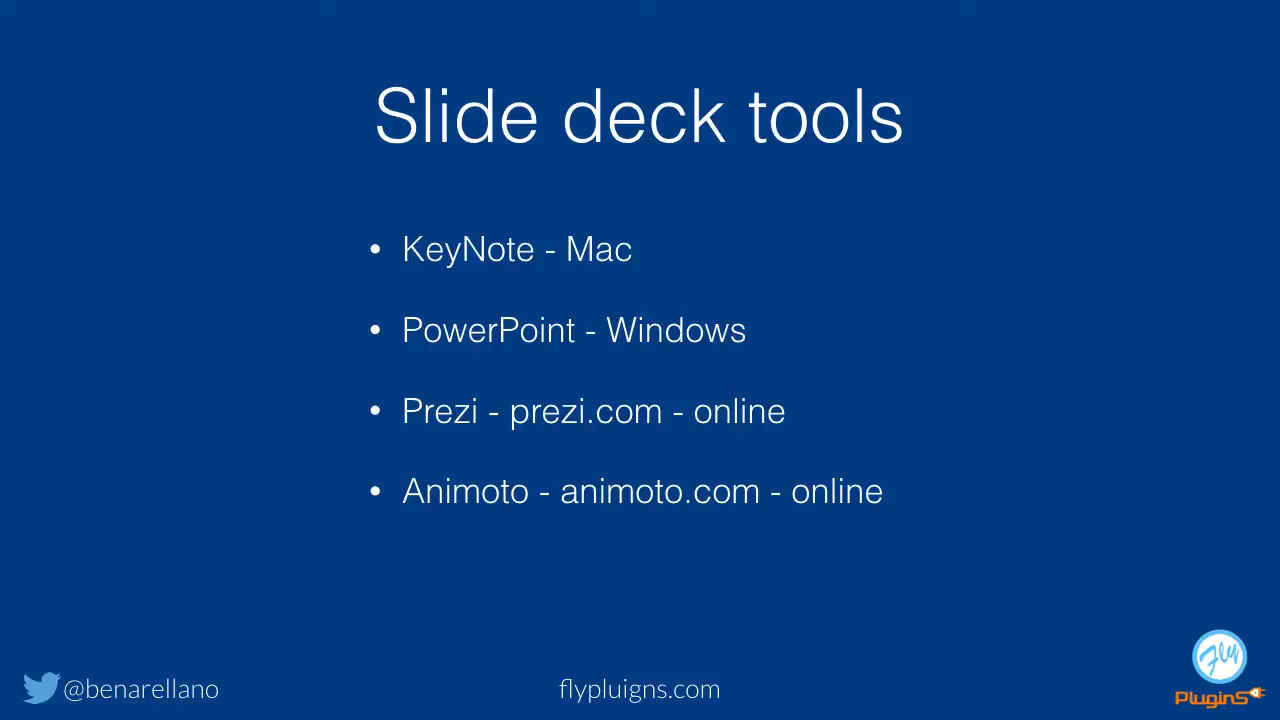 Slide deck tools
• KeyNote - Mac
• PowerPoint - Windows
• Prezi - prezi.com - online
• Animoto - animoto.com - online
@benarellano
flypluigns.com
Fly
PluginS